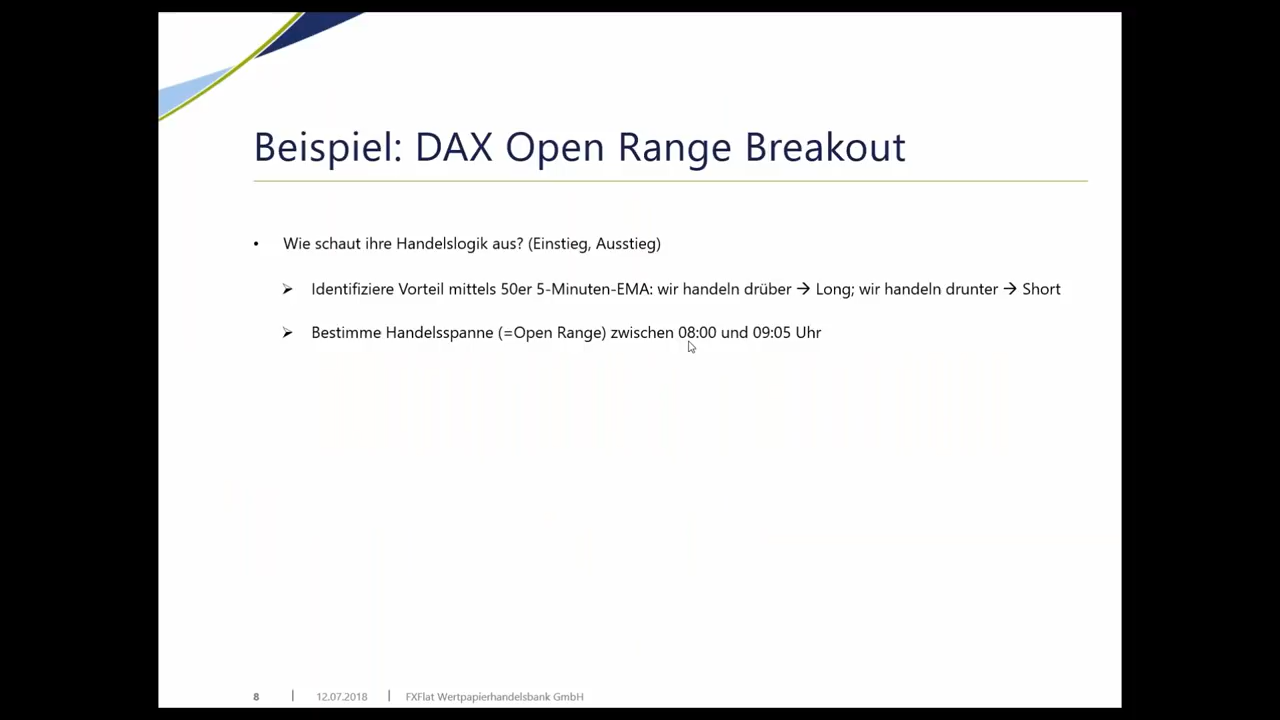 Beispiel: DAX Open Range Breakout
• Wie schaut ihre Handelslogik aus? (Einstieg, Ausstieg)
➢ Identifiziere Vorteil mittels 50er 5-Minuten-EMA: wir handeln drüber → Long; wir handeln drunter → Short
➢ Bestimme Handelsspanne (=Open Range) zwischen 08:00 und 09:05 Uhr
8 | 12.07.2018 | FXFlat Wertpapierhandelsbank GmbH